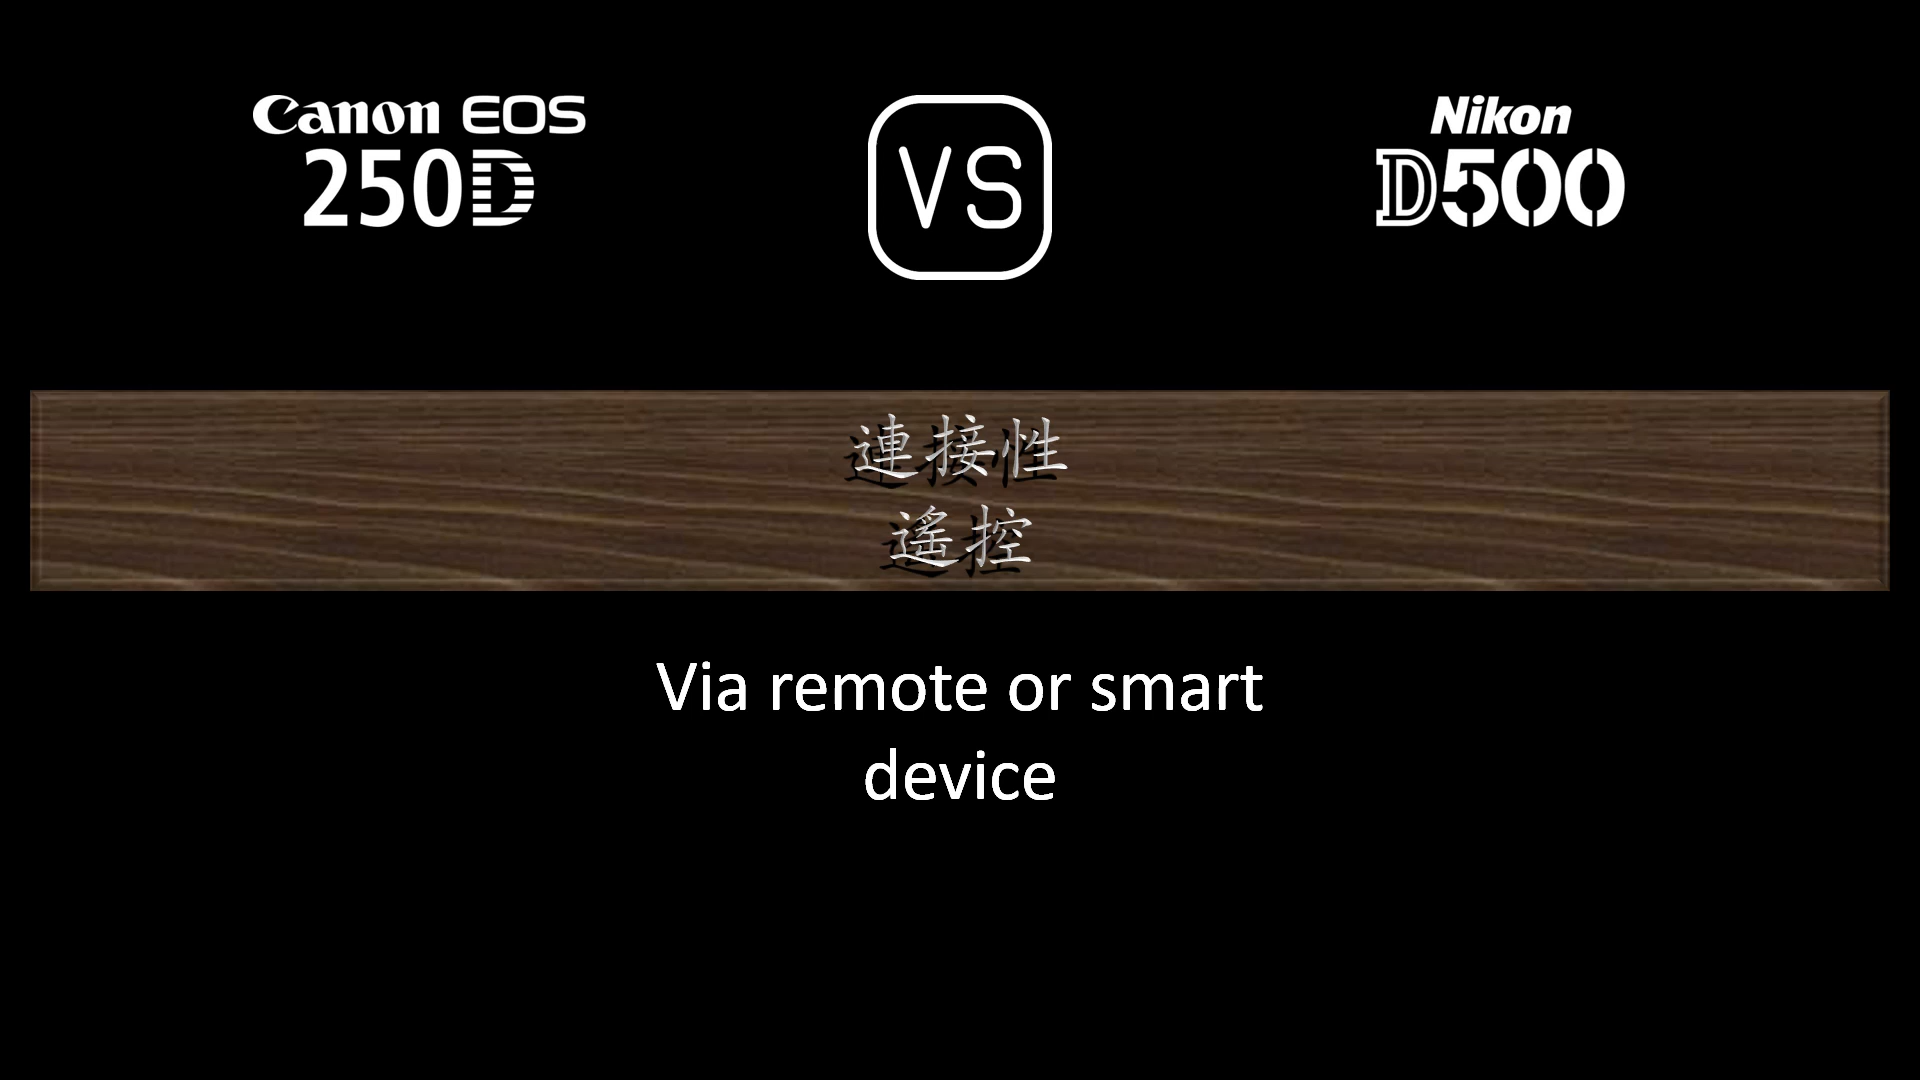 Canon EOS
250D
VS
Nikon
D500
連接性
遙控
Via remote or smart
device